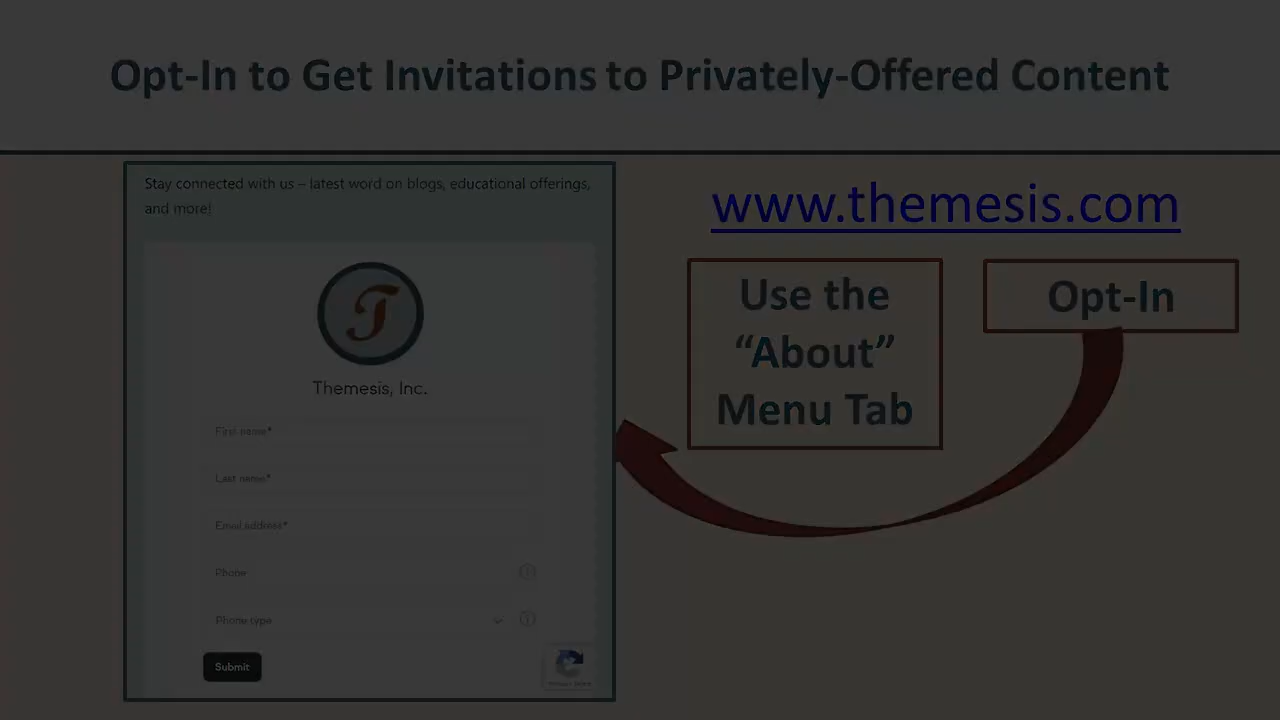 Opt-In to Get Invitations to Privately-Offered Content
Stay connected with us – latest word on blogs, educational offerings,
and more!
T
Themesis, Inc.
First name*
Last name*
Email address*
Phone
Phone type
Submit
www.themesis.com
Use the
“About”
Menu Tab
Opt-In